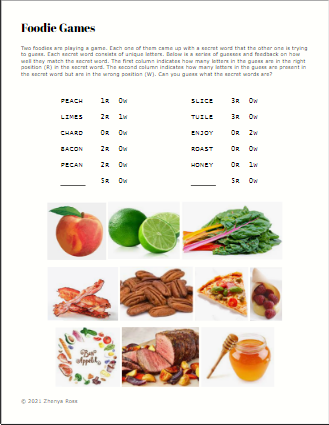 Foodie Games
Two foodies are playing a game. Each one of them came up with a secret word that the other one is trying
to guess. Each secret word consists of unique letters. Below is a series of guesses and feedback on how
well they match the secret word. The first column indicates how many letters in the guess are in the right
position (R) in the secret word. The second column indicates how many letters in the guess are present in
the secret word but are in the wrong position (W). Can you guess what the secret words are?
PEACH 1R 0W SLICE 3R 0W
LIMES 2R 1W TUILE 3R 0W
CHARD 0R 0W ENJOY 0R 2W
BACON 2R 0W ROAST 0R 0W
PECAN 2R 0W HONEY 0R 1W
_____ 5R 0W _____ 5R 0W
Bon
Appetit
© 2021 Zhenya Ross